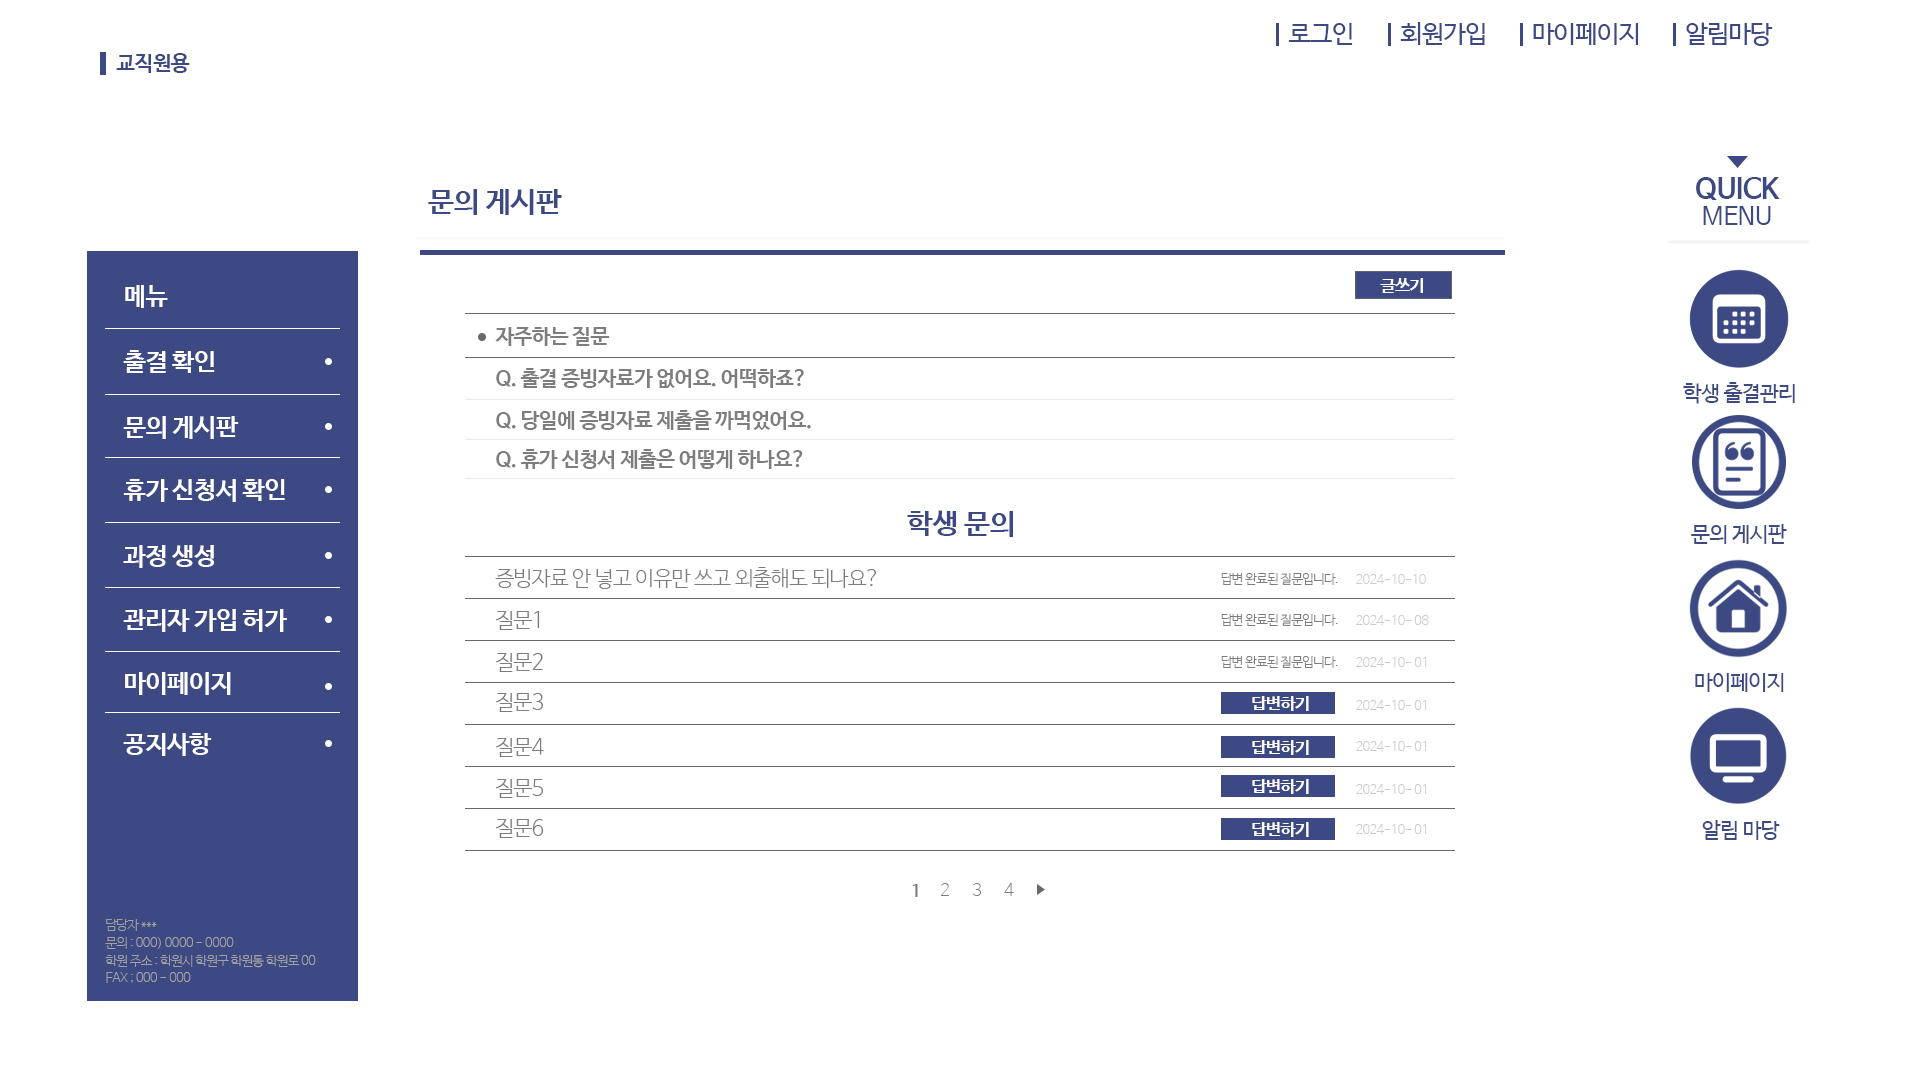 로그인 회원가입 마이페이지 알림마당
교직원용
문의 게시판
QUICK
MENU
메뉴
출결 확인
문의 게시판
휴가 신청서 확인
과정 생성
관리자 가입 허가
마이페이지
공지사항
담당자 ***
문의 : 000) 0000 - 0000
학원 주소 : 학원시 학원구 학원동 학원로 00
FAX ; 000 - 000
글쓰기
• 자주하는 질문
Q. 출결 증빙자료가 없어요. 어떡하죠?
Q. 당일에 증빙자료 제출을 까먹었어요.
Q. 휴가 신청서 제출은 어떻게 하나요?
학생 문의
증빙자료 안 넣고 이유만 쓰고 외출해도 되나요? 답변 완료된 질문입니다. 2024-10-10
질문1 답변 완료된 질문입니다. 2024-10-08
질문2 답변 완료된 질문입니다. 2024-10-01
질문3 답변하기 2024-10-01
질문4 답변하기 2024-10-01
질문5 답변하기 2024-10-01
질문6 답변하기 2024-10-01
1 2 3 4
학생 출결관리
문의 게시판
마이페이지
알림 마당